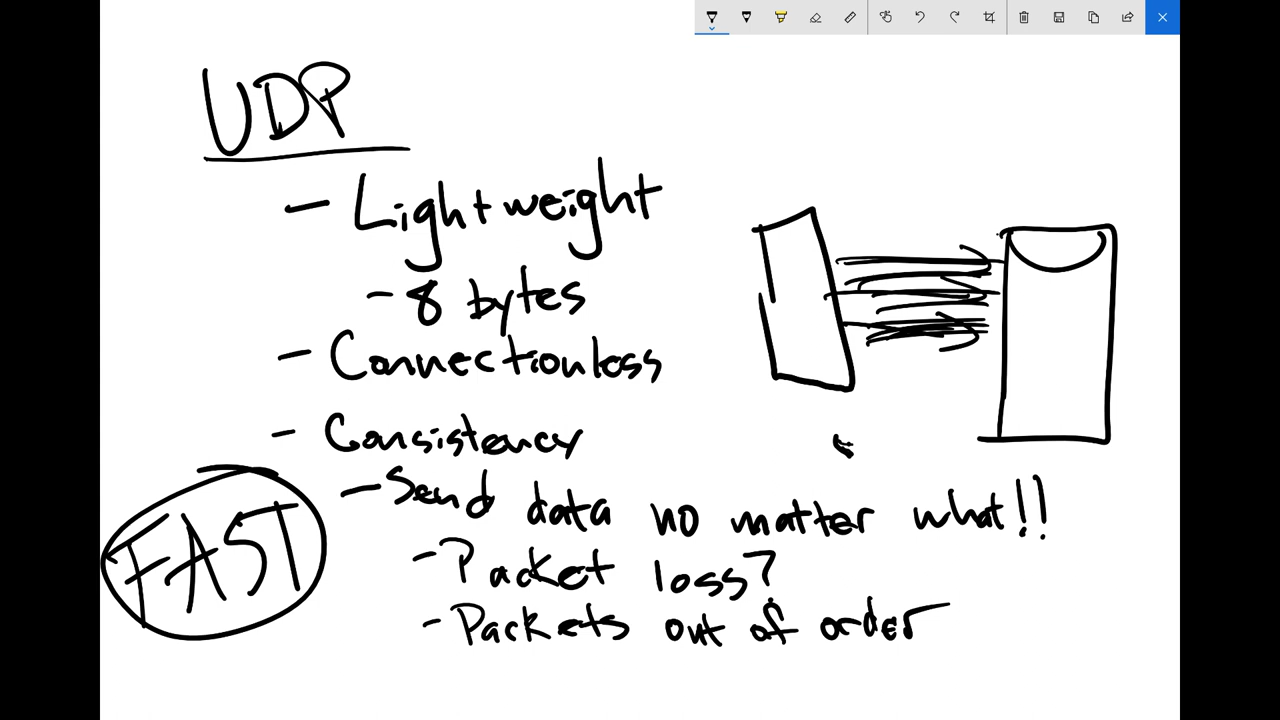 UDP
- Lightweight
- 8 bytes
- Connectionless
- Consistency
- Send data no matter what!!
- Packet loss?
- Packets out of order
FAST